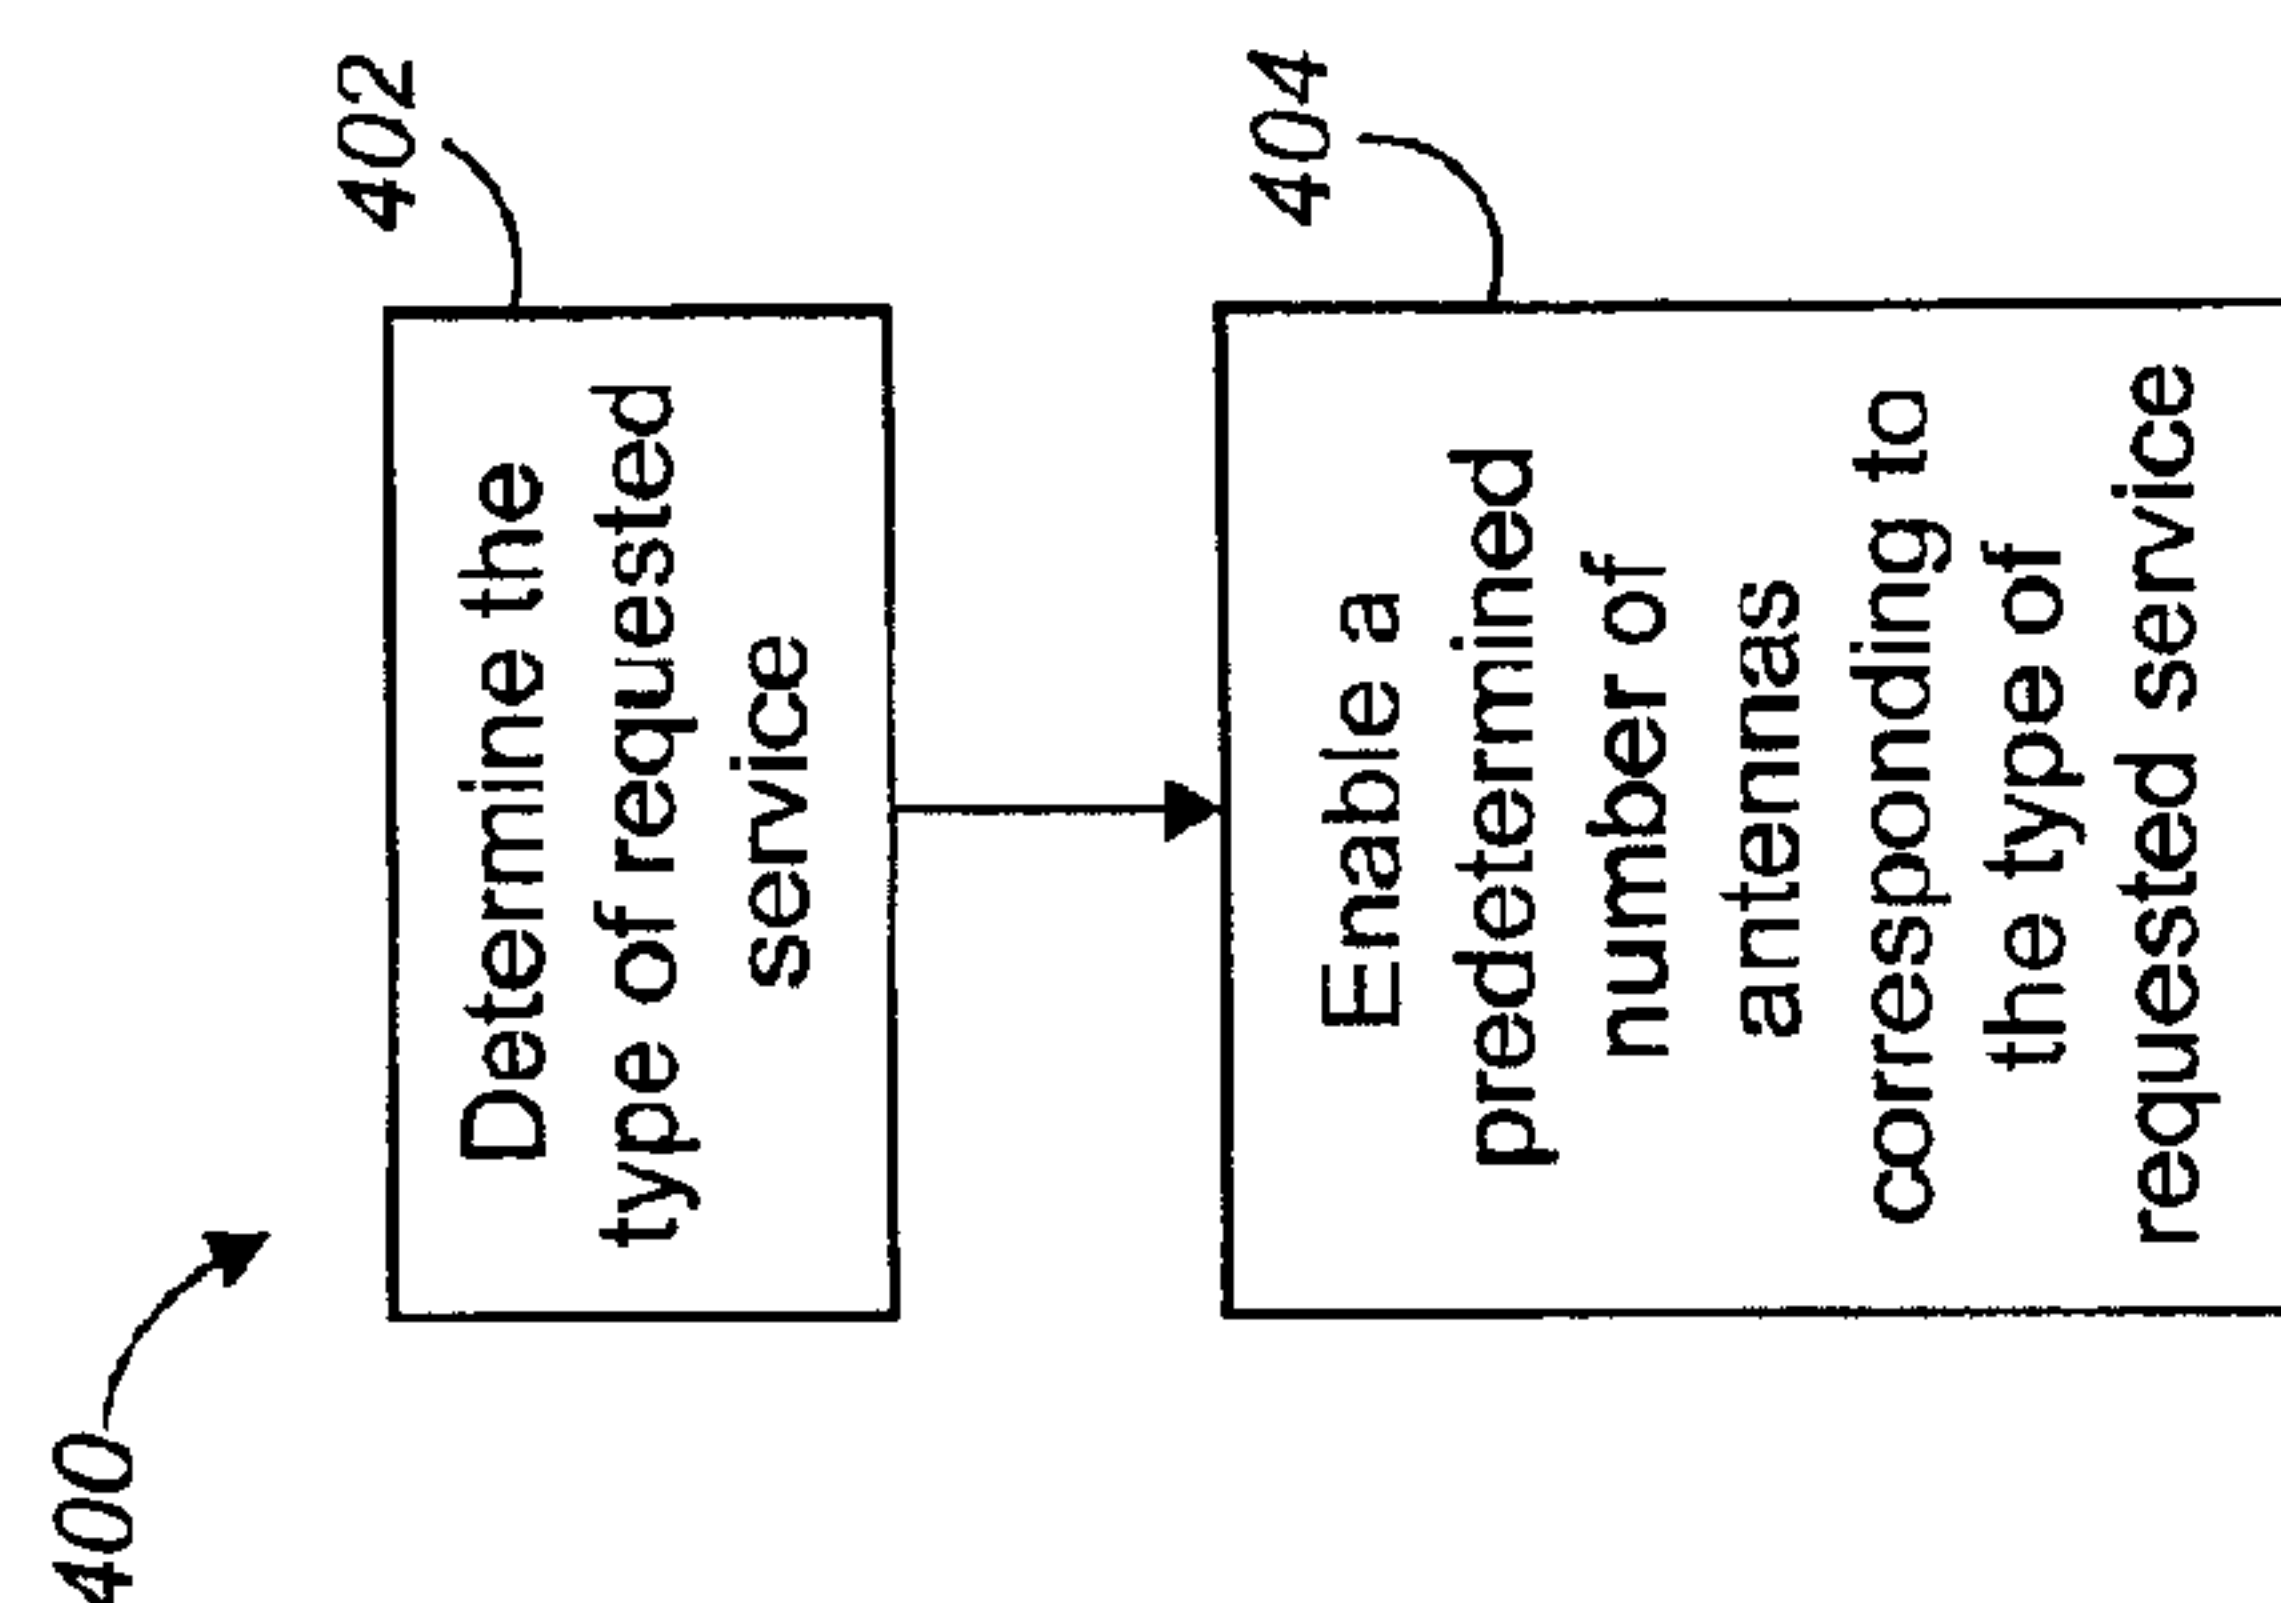 400
402
Determine the
type of requested
service
404
Enable a
predetermined
number of
antennas
corresponding to
the type of
requested service